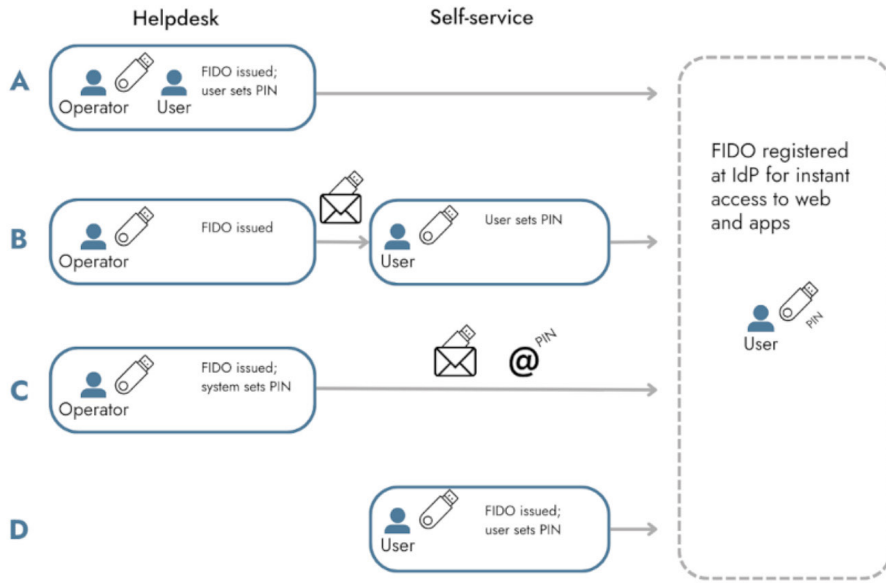 Helpdesk
Self-service
A
FIDO issued;
user sets PIN
Operator
User
B
FIDO issued
Operator
User sets PIN
User
C
FIDO issued;
system sets PIN
Operator
@
PIN
D
FIDO issued;
user sets PIN
User
FIDO registered
at IdP for instant
access to web
and apps
PIN
User